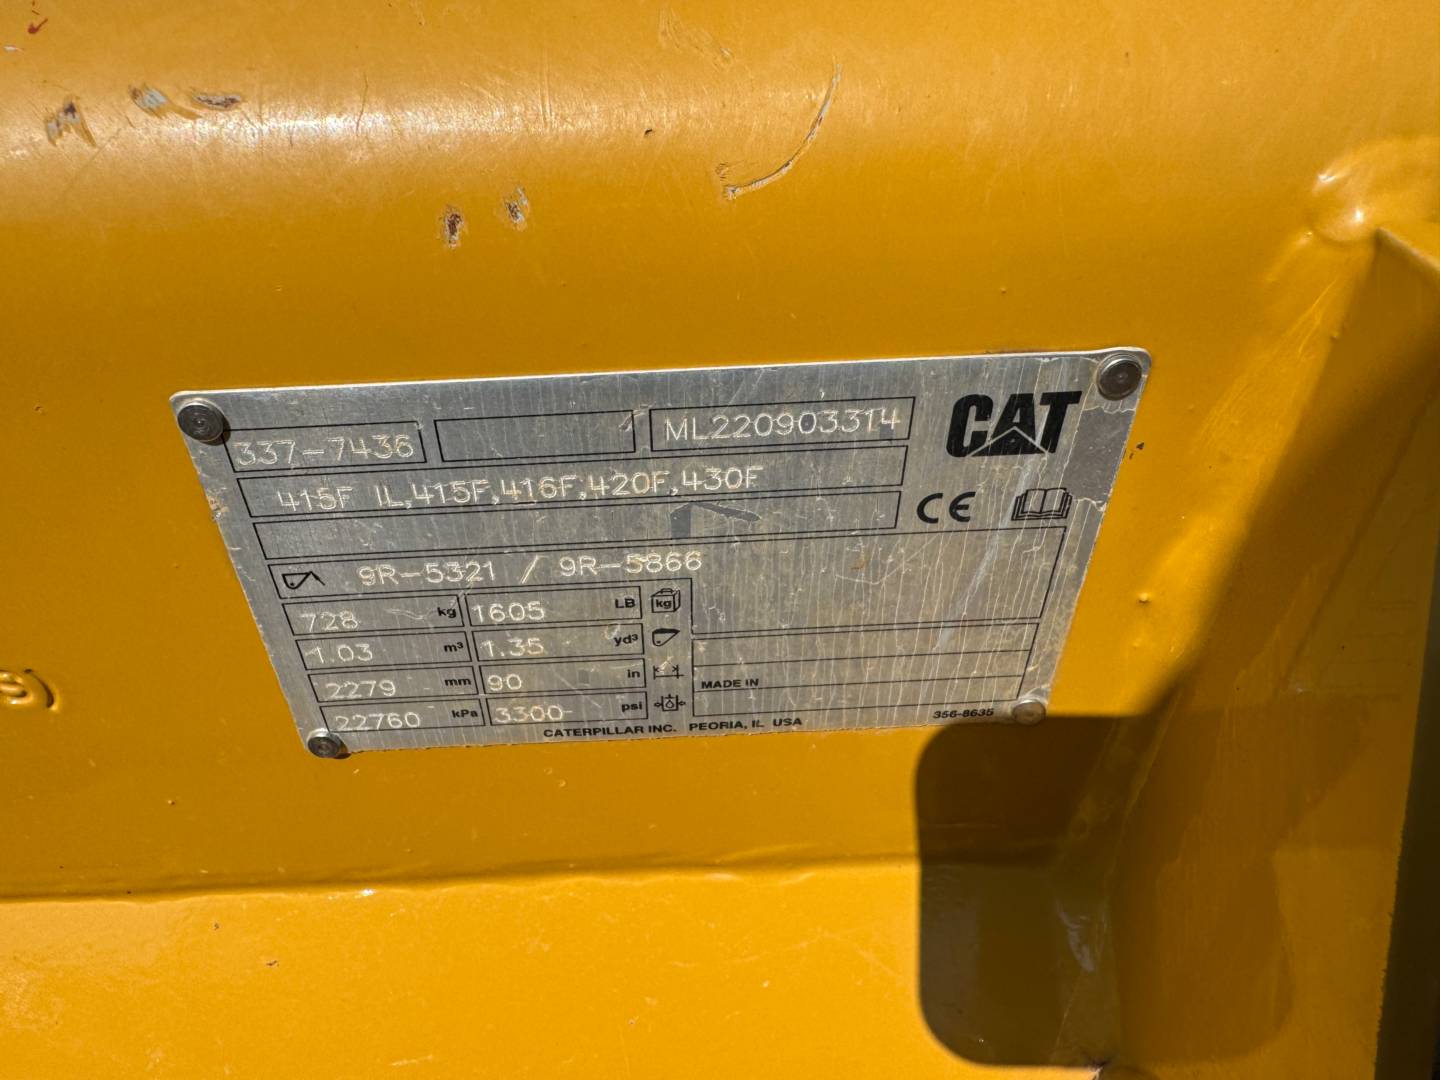 337-7436 ML220903314 CAT
415F IL,415F,416F,420F,430F
CE
9R-5321 / 9R-5866
728 kg 1605 LB kg
1.03 m³ 1.35 yd³
2279 mm 90 in
MADE IN
22760 kPa 3300 psi
356-8635
CATERPILLAR INC. PEORIA, IL USA